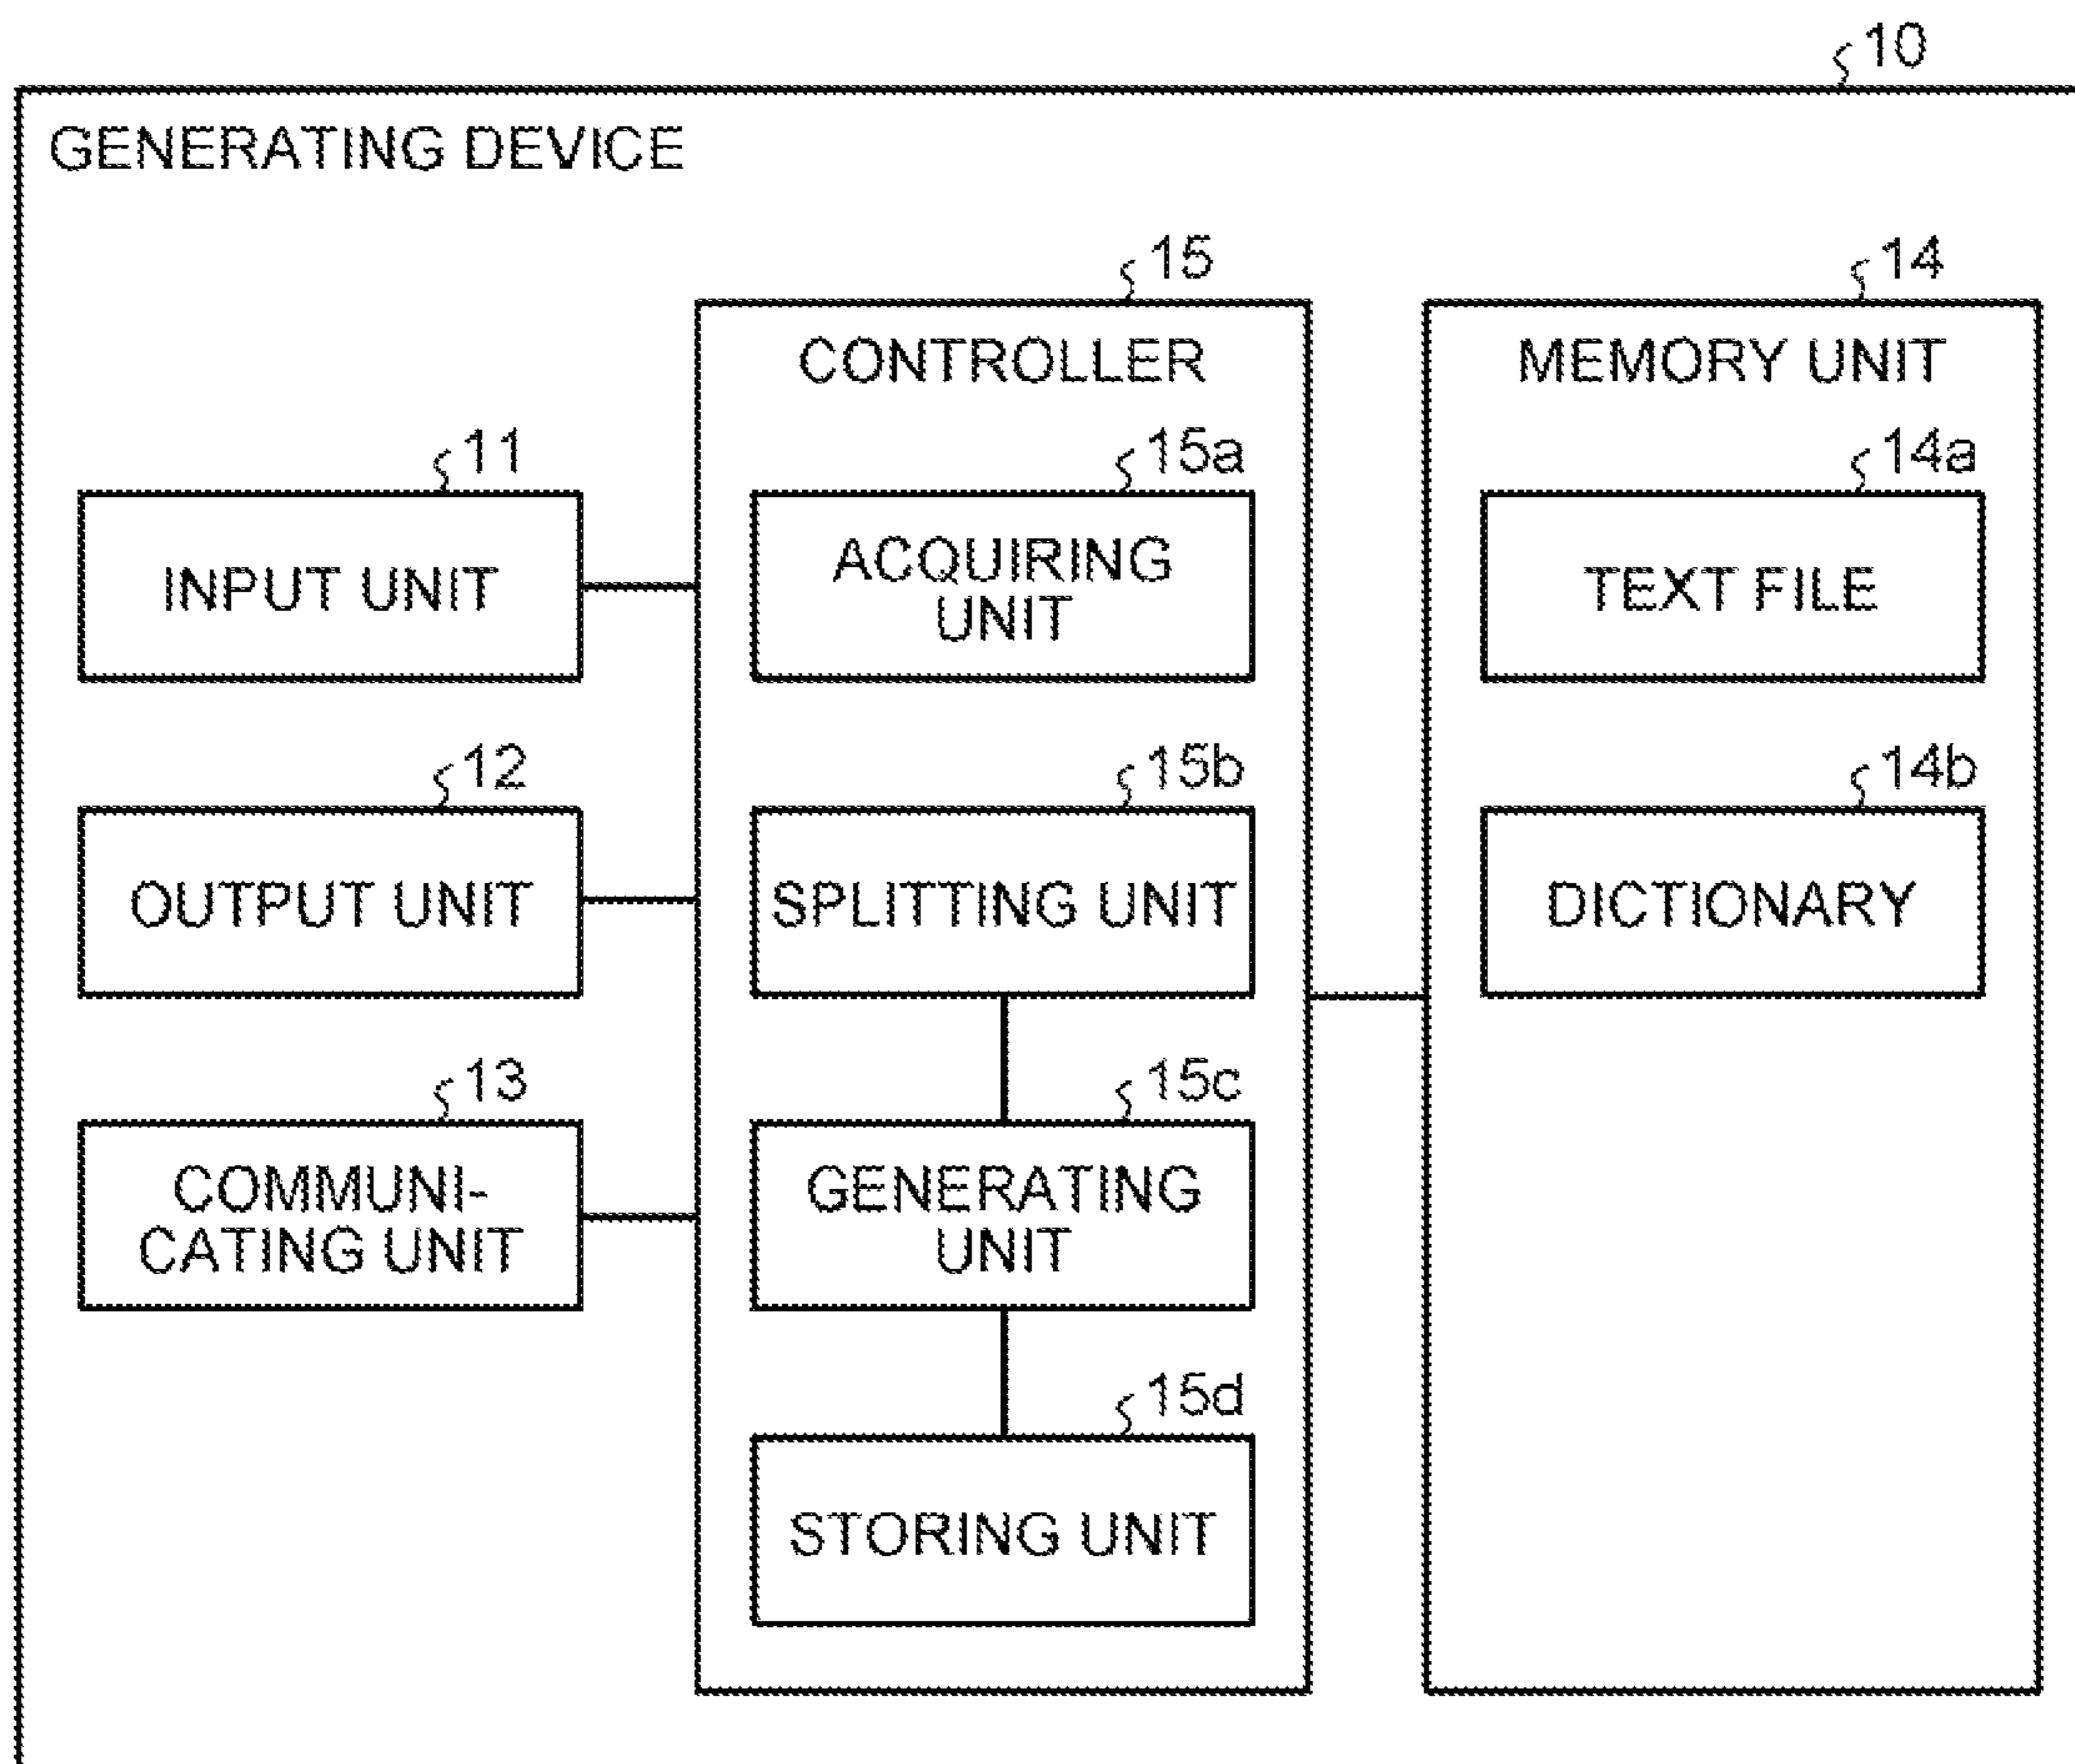 10
GENERATING DEVICE
15
CONTROLLER
14
MEMORY UNIT
11
INPUT UNIT
15a
ACQUIRING
UNIT
14a
TEXT FILE
12
OUTPUT UNIT
15b
SPLITTING UNIT
14b
DICTIONARY
13
COMMUNI-
CATING UNIT
15c
GENERATING
UNIT
15d
STORING UNIT